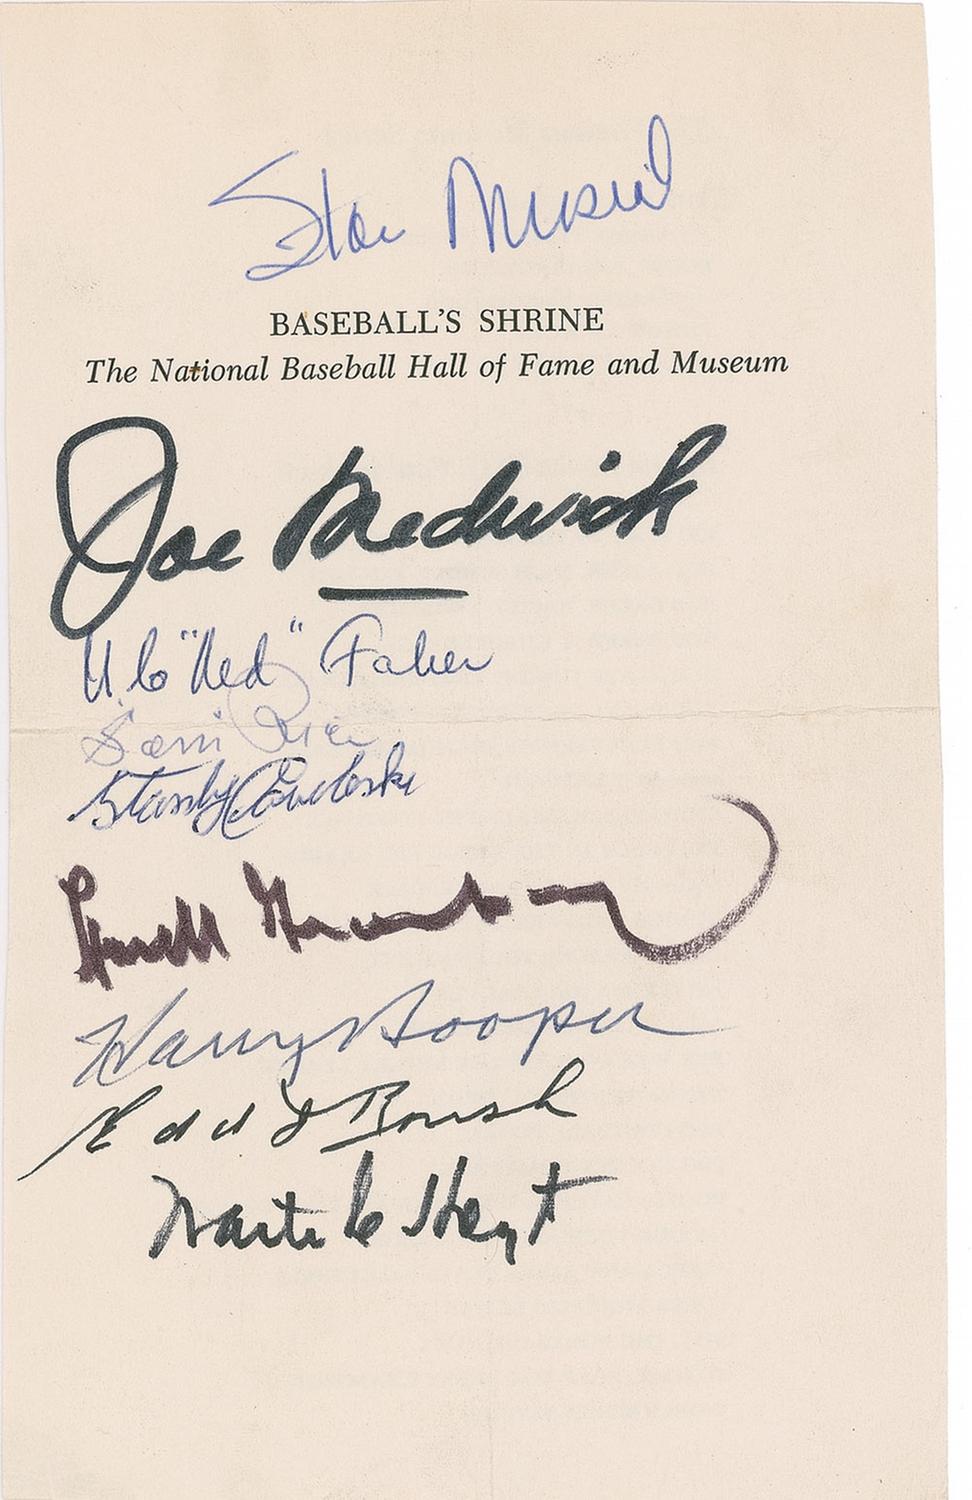 Stan Musial
BASEBALL'S SHRINE
The National Baseball Hall of Fame and Museum
Joe Medwick
U. C. "Red" Faber
Sam Rice
Stanley Coveleski
Harry Hooper
Edd J Roush
Waite C Hoyt